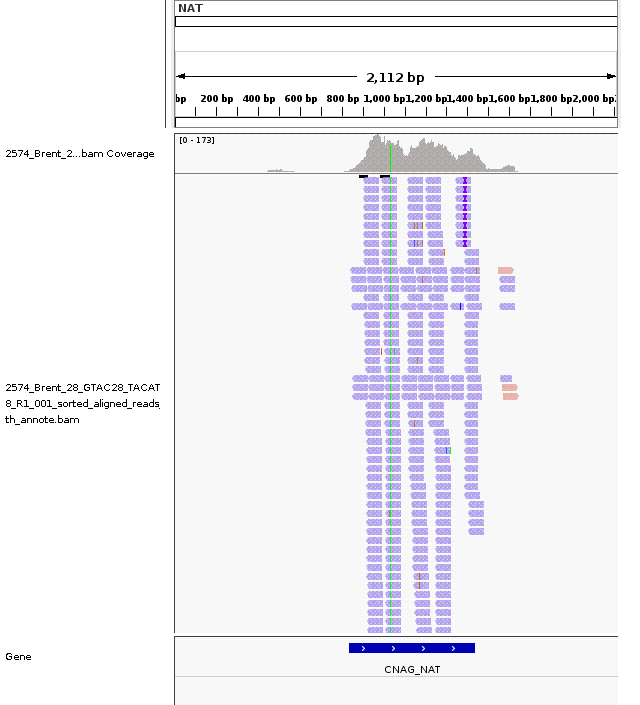 NAT
2,112 bp
bp 200 bp 400 bp 600 bp 800 bp 1,000 bp 1,200 bp 1,400 bp 1,600 bp 1,800 bp 2,000 bp
[0 - 173]
2574_Brent_2...bam Coverage
2574_Brent_28_GTAC28_TACAT
8_R1_001_sorted_aligned_reads_
th_annote.bam
Gene
CNAG_NAT